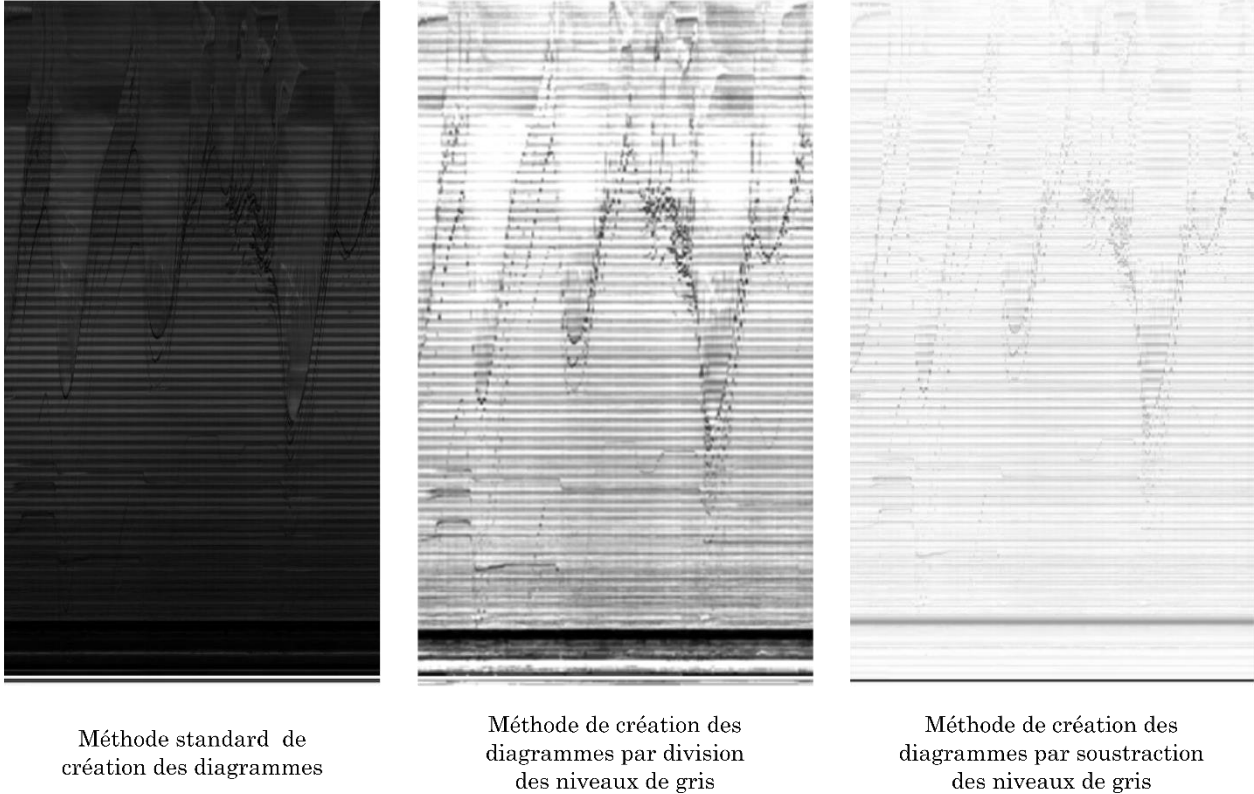 Méthode standard de
création des diagrammes
Méthode de création des
diagrammes par division
des niveaux de gris
Méthode de création des
diagrammes par soustraction
des niveaux de gris